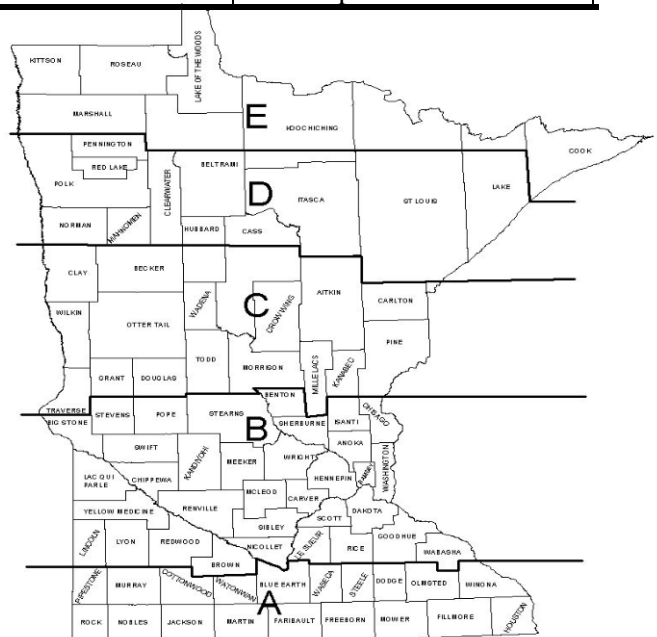 KITTSON
ROSEAU
LAKE OF THE WOODS
MARSHALL
E
KOOCHICHING
COOK
PENNINGTON
RED LAKE
POLK
BELTRAMI
CLEARWATER
D
ITASCA
ST LOUIS
LAKE
NORMAN
MAHNOMEN
HUBBARD
CASS
CLAY
BECKER
WILKIN
WADENA
C
CROW WING
AITKIN
CARLTON
OTTER TAIL
PINE
TODD
MORRISON
MILLE LACS
KANABEC
GRANT
DOUGLAS
BENTON
TRAVERSE
BIG STONE
STEVENS
POPE
STEARNS
B
SHERBURNE
ISANTI
CHISAGO
ANOKA
SWIFT
KANDIYOHI
MEEKER
WRIGHT
HENNEPIN
RAMSEY
WASHINGTON
LAC QUI
PARLE
CHIPPEWA
MCLEOD
CARVER
YELLOW MEDICINE
RENVILLE
SCOTT
DAKOTA
SIBLEY
LINCOLN
LYON
REDWOOD
NICOLLET
LE SUEUR
RICE
GOODHUE
WABASHA
BROWN
PIPESTONE
MURRAY
COTTONWOOD
WATONWAN
BLUE EARTH
WASECA
STEELE
DODGE
OLMSTED
WINONA
A
ROCK
NOBLES
JACKSON
MARTIN
FARIBAULT
FREEBORN
MOWER
FILLMORE
HOUSTON